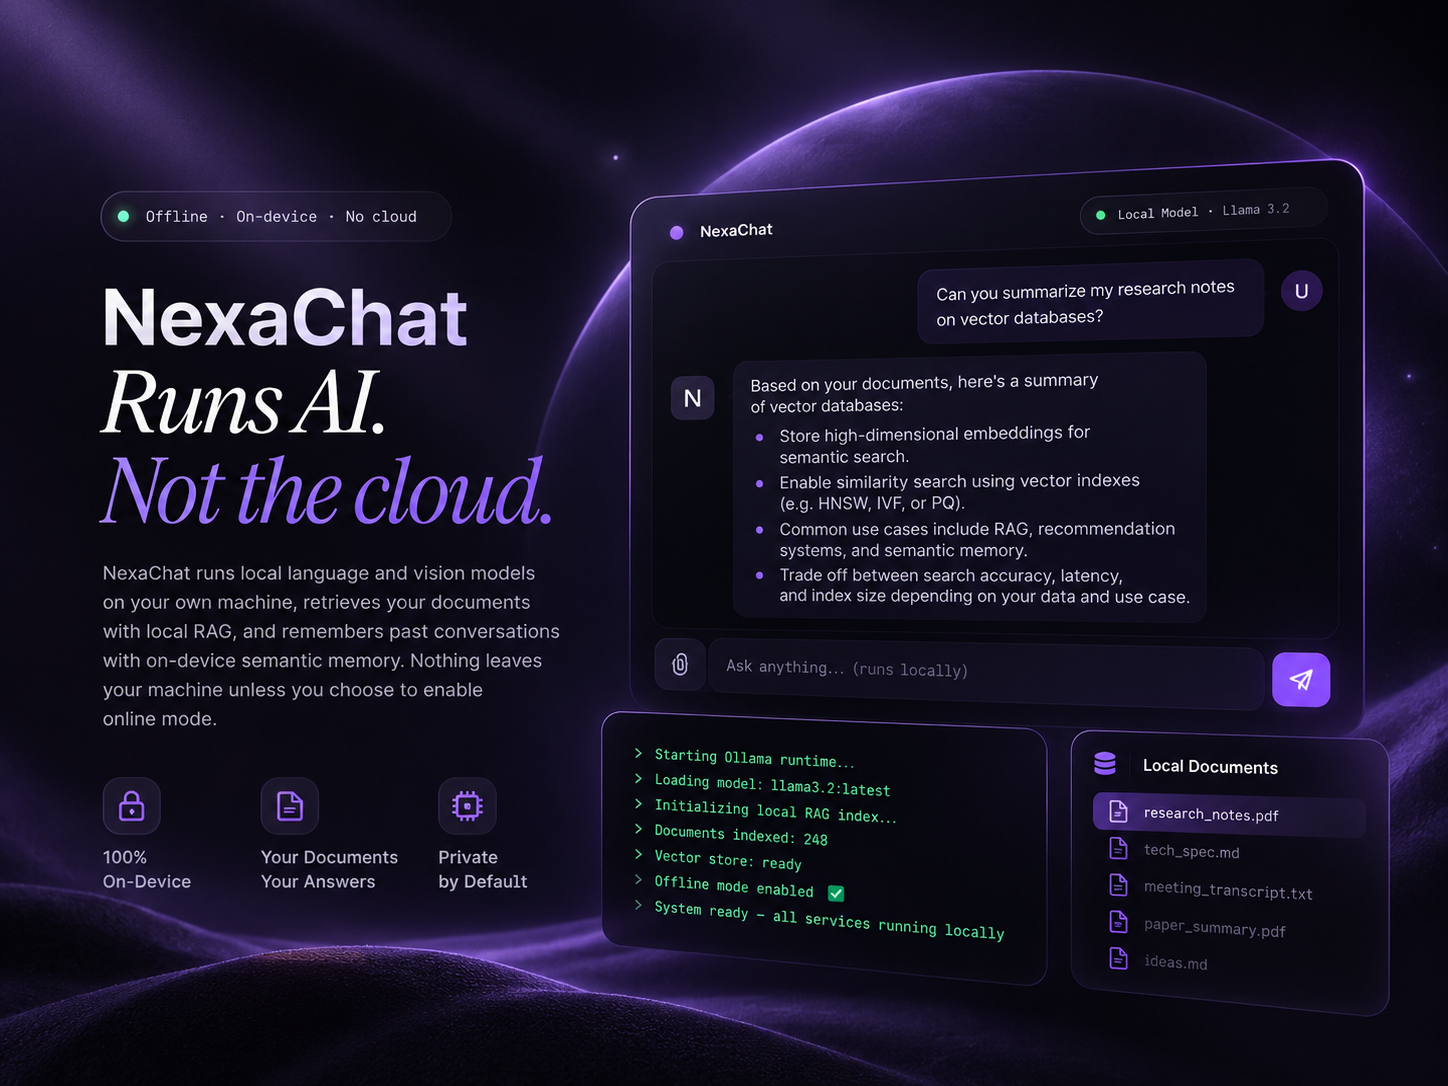 Offline · On-device · No cloud
NexaChat
Runs AI.
Not the cloud.
NexaChat runs local language and vision models
on your own machine, retrieves your documents
with local RAG, and remembers past conversations
with on-device semantic memory. Nothing leaves
your machine unless you choose to enable
online mode.
100%
On-Device
Your Documents
Your Answers
Private
by Default
NexaChat
Local Model · Llama 3.2
Can you summarize my research notes
on vector databases?
U
N
Based on your documents, here's a summary
of vector databases:
• Store high-dimensional embeddings for
semantic search.
• Enable similarity search using vector indexes
(e.g. HNSW, IVF, or PQ).
• Common use cases include RAG, recommendation
systems, and semantic memory.
• Trade off between search accuracy, latency,
and index size depending on your data and use case.
Ask anything... (runs locally)
> Starting Ollama runtime...
> Loading model: llama3.2:latest
> Initializing local RAG index...
> Documents indexed: 248
> Vector store: ready
> Offline mode enabled ✅
> System ready – all services running locally
Local Documents
research_notes.pdf
tech_spec.md
meeting_transcript.txt
paper_summary.pdf
ideas.md